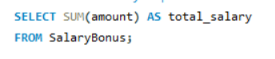 SELECT SUM(amount) AS total_salary
FROM SalaryBonus;